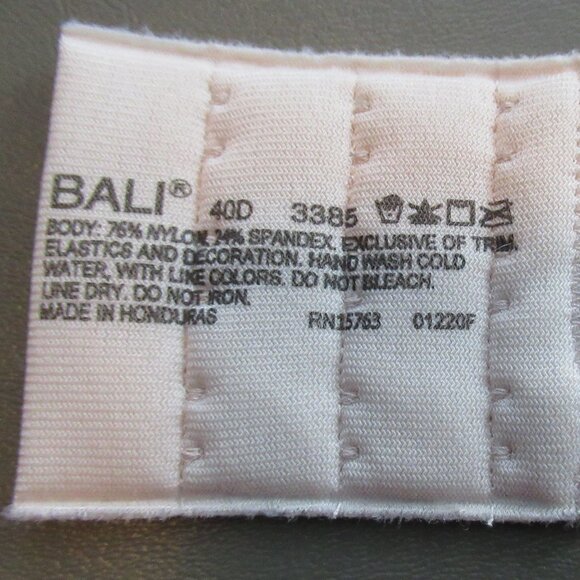 BALI® 40D 3385
BODY: 76% NYLON, 24% SPANDEX, EXCLUSIVE OF TRIM,
ELASTICS AND DECORATION. HAND WASH COLD
WATER, WITH LIKE COLORS. DO NOT BLEACH.
LINE DRY. DO NOT IRON.
MADE IN HONDURAS RN15763 01220F